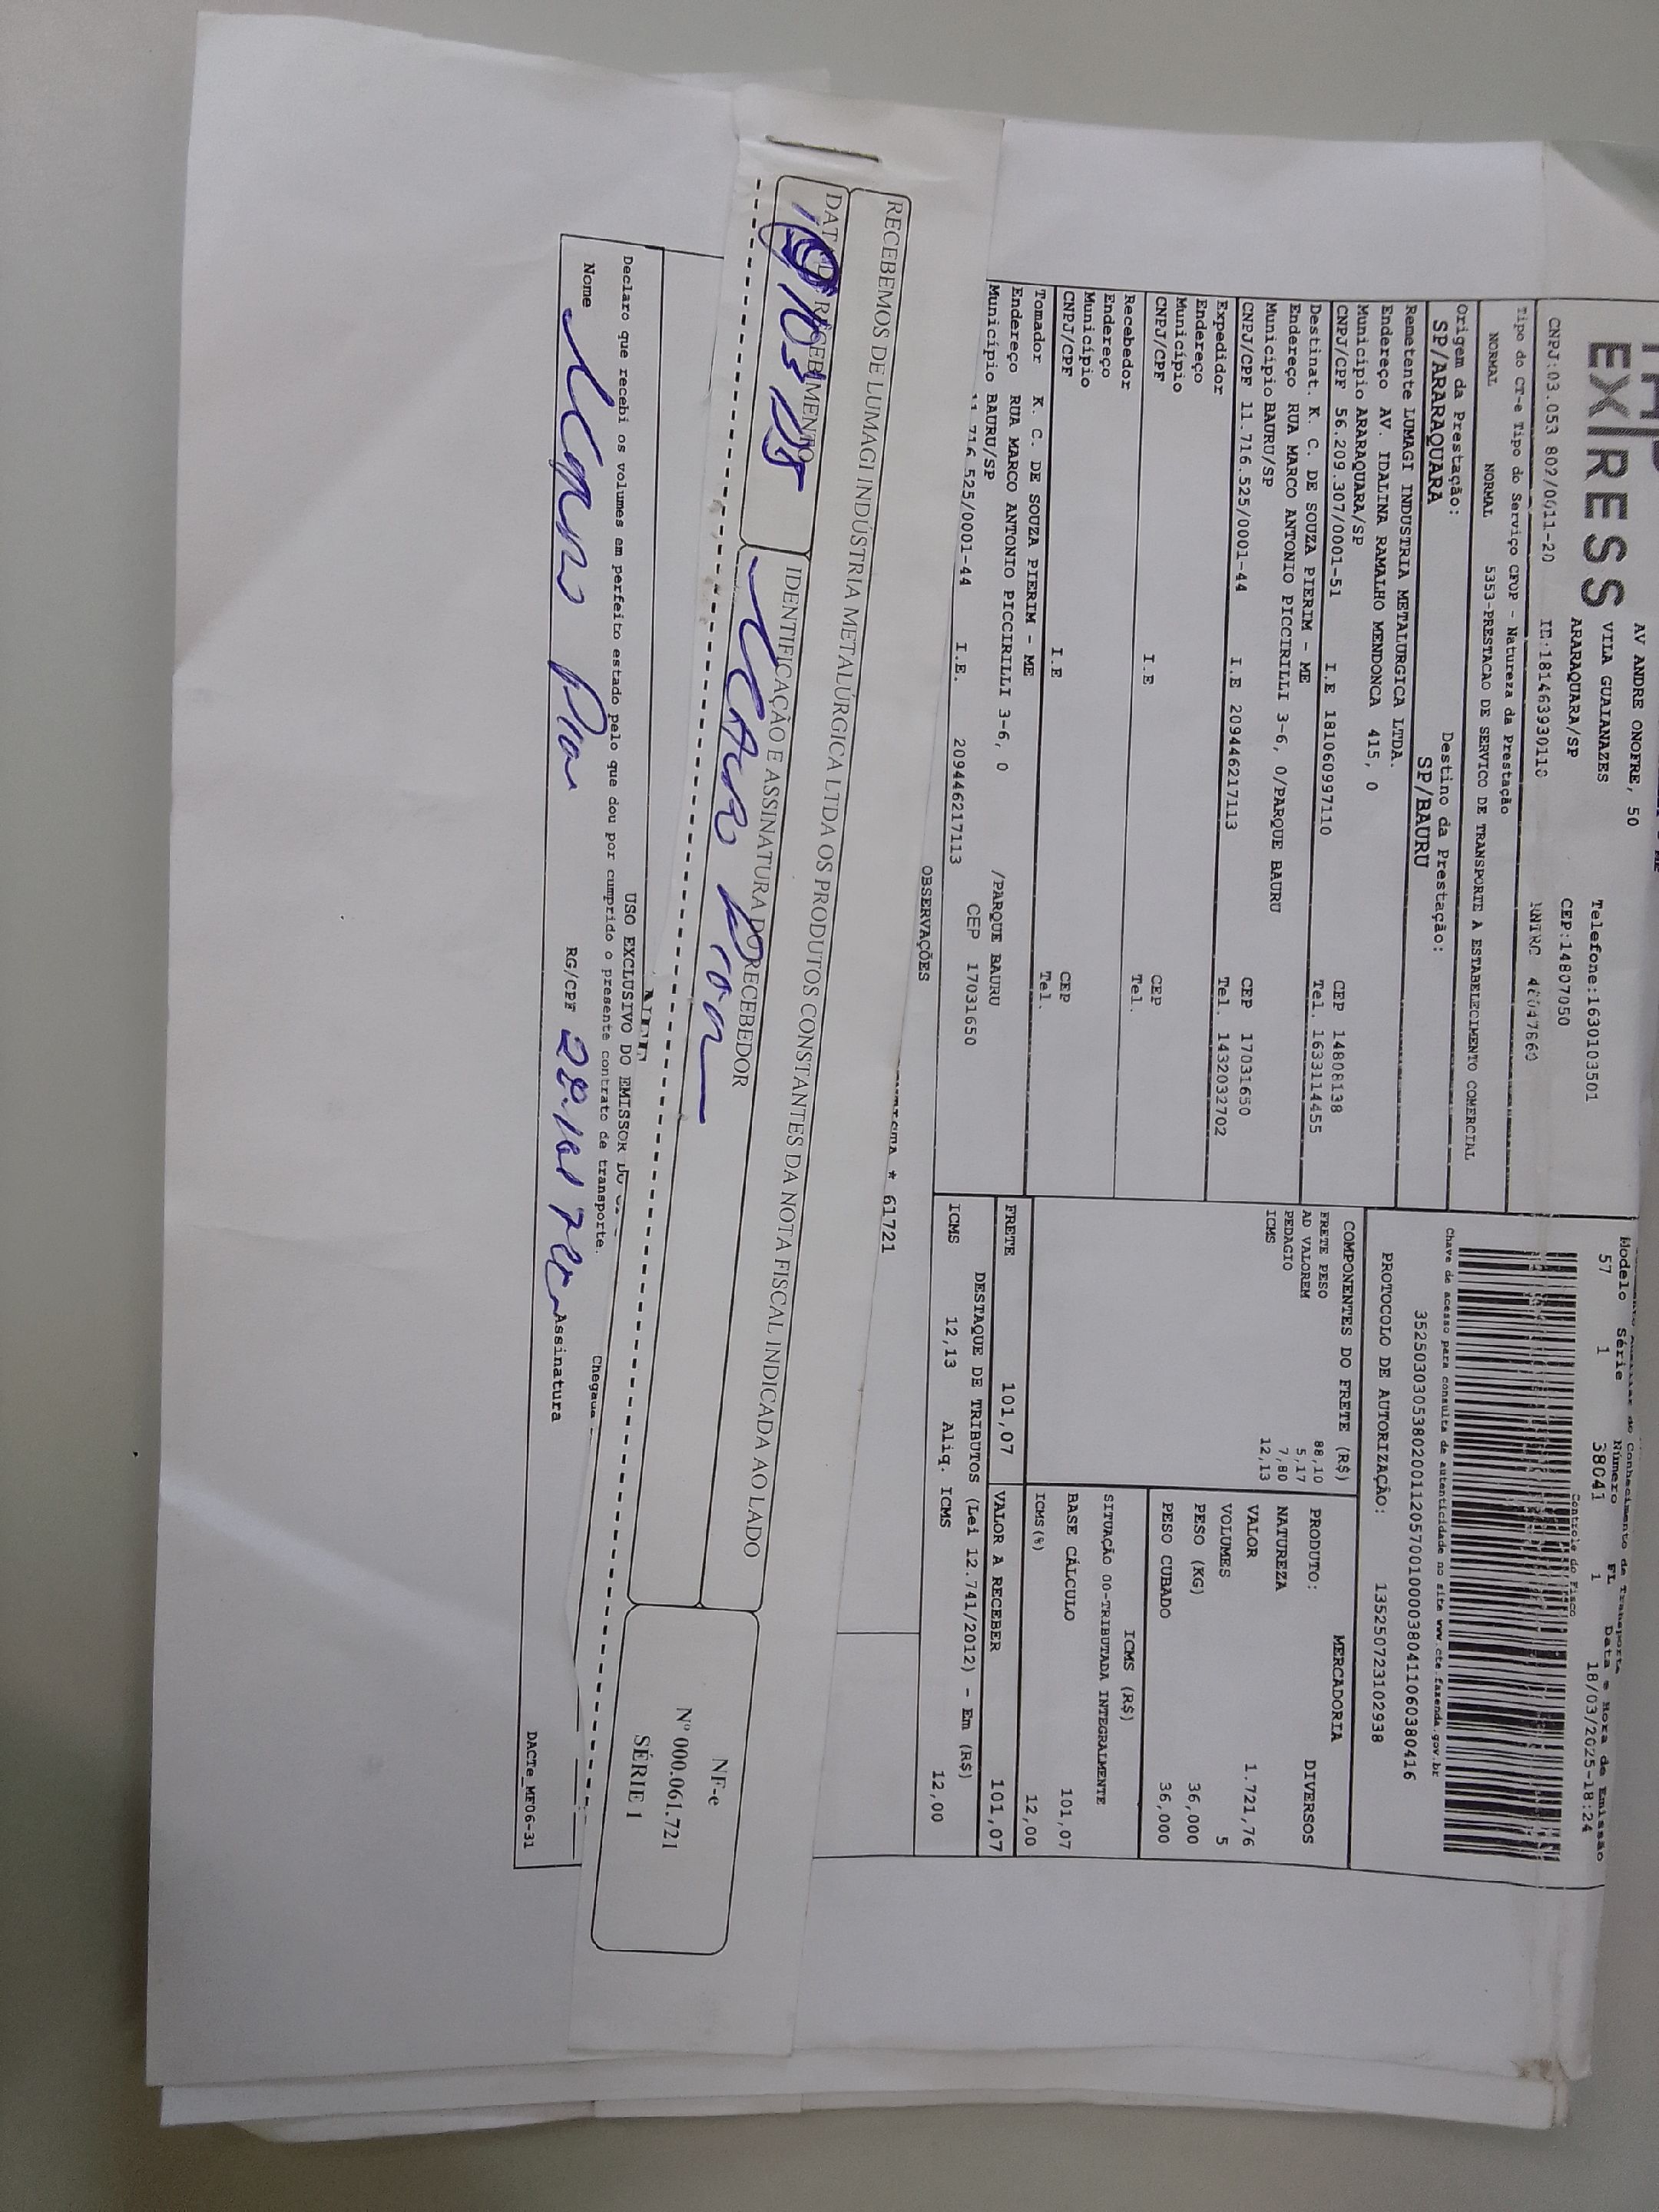 EXPRESS
AV ANDRE ONOFRE, 50
VILA GUAIANAZES
ARARAQUARA/SP
Telefone:1630103501
CEP:14807050
CNPJ:03.053 802/0011-20 IE:181463930110
Modelo Série Número FL Data e Hora de Emissão
57 1 38041 1 18/03/2025-18:24
Controle do Fisco
Tipo do CT-e Tipo do Serviço CFOP - Natureza da Prestação
NORMAL NORMAL 5353-PRESTACAO DE SERVICO DE TRANSPORTE A ESTABELECIMENTO COMERCIAL
Chave de acesso para consulta de autenticidade no site www.cte.fazenda.gov.br
35250303053802001120570010000380411060380416
Origem da Prestação: Destino da Prestação:
SP/ARARAQUARA SP/BAURU
PROTOCOLO DE AUTORIZAÇÃO: 135250723102938
Remetente LUMAGI INDUSTRIA METALURGICA LTDA.
Endereço AV. IDALINA RAMALHO MENDONCA 415, 0
Município ARARAQUARA/SP CEP 14808138
CNPJ/CPF 56.209.307/0001-51 I.E 181060997110 Tel. 1633114455
Destinat. K. C. DE SOUZA PIERIM - ME
Endereço RUA MARCO ANTONIO PICCIRILLI 3-6, 0/PARQUE BAURU
Município BAURU/SP CEP 17031650
CNPJ/CPF 11.716.525/0001-44 I.E 209446217113 Tel. 1432032702
Expedidor
Endereço
Município CEP
CNPJ/CPF I.E Tel.
Recebedor
Endereço
Município CEP
CNPJ/CPF I.E Tel.
Tomador K. C. DE SOUZA PIERIM - ME
Endereço RUA MARCO ANTONIO PICCIRILLI 3-6, 0 /PARQUE BAURU
Município BAURU/SP CEP 17031650
11.716.525/0001-44 I.E. 209446217113
COMPONENTES DO FRETE (R$)
FRETE PESO 88,10
AD VALOREM 5,17
PEDAGIO 7,80
ICMS 12,13
MERCADORIA
PRODUTO: DIVERSOS
NATUREZA
VALOR 1.721,76
VOLUMES 5
PESO (KG) 36,000
PESO CUBADO 36,000
ICMS (R$)
SITUAÇÃO 00-TRIBUTADA INTEGRALMENTE
BASE CÁLCULO 101,07
ICMS(%) 12,00
FRETE 101,07 VALOR A RECEBER 101,07
DESTAQUE DE TRIBUTOS (Lei 12.741/2012) - Em (R$)
ICMS 12,13 Aliq. ICMS 12,00
OBSERVAÇÕES
* 61721
RECEBEMOS DE LUMAGI INDÚSTRIA METALÚRGICA LTDA OS PRODUTOS CONSTANTES DA NOTA FISCAL INDICADA AO LADO
DATA DE RECEBIMENTO IDENTIFICAÇÃO E ASSINATURA DO RECEBEDOR
NF-e
Nº 000.061.721
SÉRIE 1
USO EXCLUSIVO DO EMISSOR
Declaro que recebi os volumes em perfeito estado pelo que dou por cumprido o presente contrato de transporte.
Nome RG/CPF Assinatura
DACTe_MF06-31